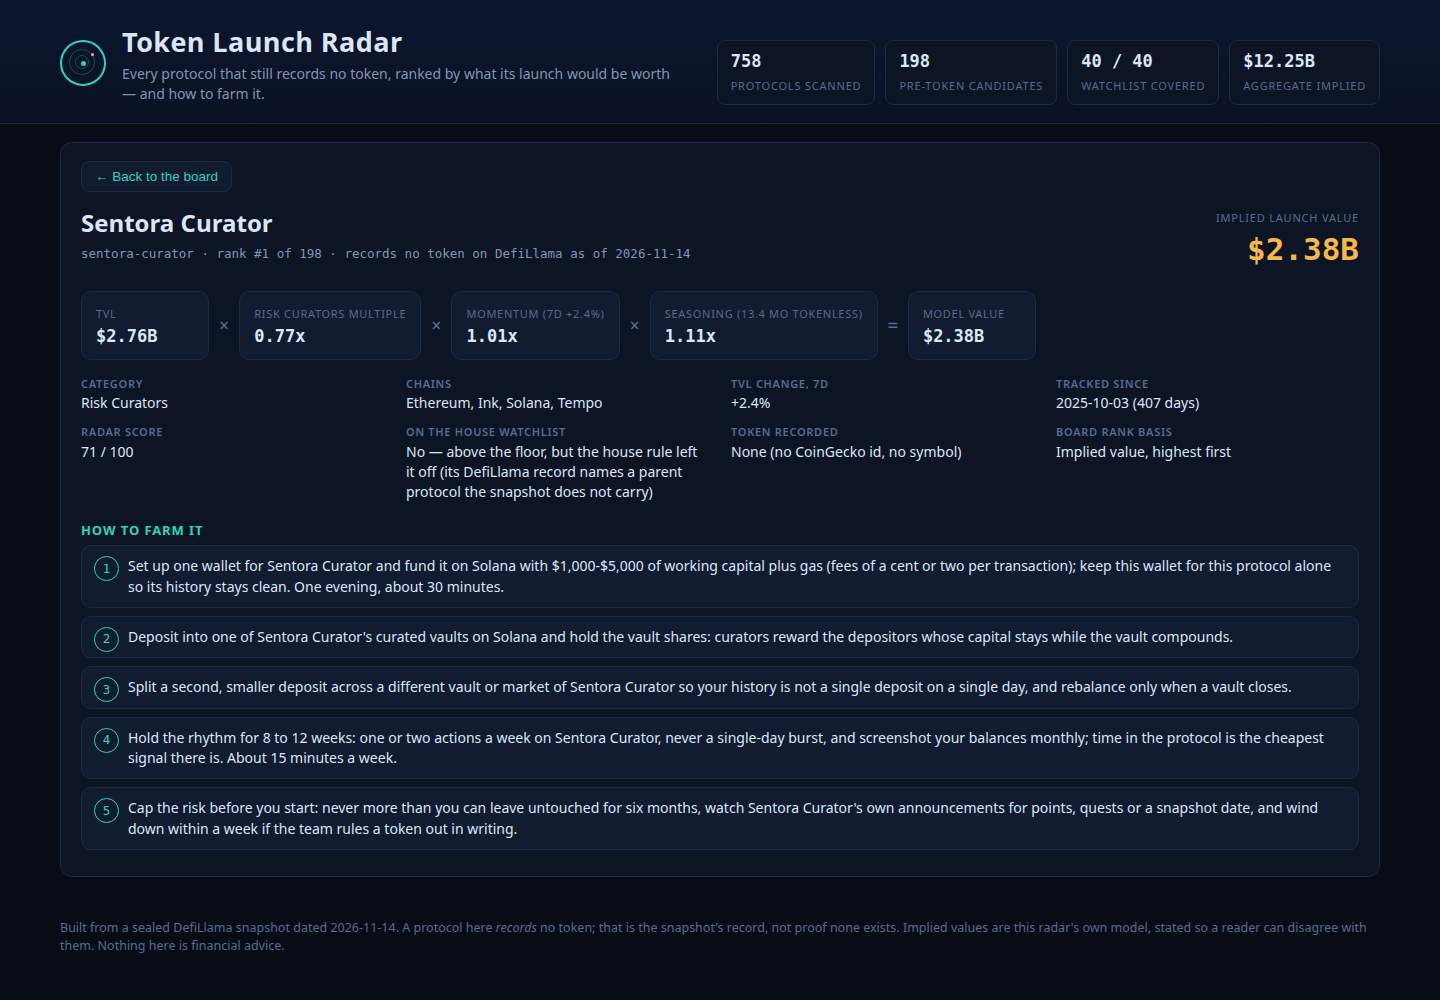 Token Launch Radar
Every protocol that still records no token, ranked by what its launch would be worth
— and how to farm it.
758
PROTOCOLS SCANNED
198
PRE-TOKEN CANDIDATES
40 / 40
WATCHLIST COVERED
$12.25B
AGGREGATE IMPLIED
← Back to the board
Sentora Curator
sentora-curator · rank #1 of 198 · records no token on DefiLlama as of 2026-11-14
IMPLIED LAUNCH VALUE
$2.38B
TVL
$2.76B
×
RISK CURATORS MULTIPLE
0.77x
×
MOMENTUM (7D +2.4%)
1.01x
×
SEASONING (13.4 MO TOKENLESS)
1.11x
=
MODEL VALUE
$2.38B
CATEGORY
Risk Curators
CHAINS
Ethereum, Ink, Solana, Tempo
TVL CHANGE, 7D
+2.4%
TRACKED SINCE
2025-10-03 (407 days)
RADAR SCORE
71 / 100
ON THE HOUSE WATCHLIST
No — above the floor, but the house rule left
it off (its DefiLlama record names a parent
protocol the snapshot does not carry)
TOKEN RECORDED
None (no CoinGecko id, no symbol)
BOARD RANK BASIS
Implied value, highest first
HOW TO FARM IT
1
Set up one wallet for Sentora Curator and fund it on Solana with $1,000-$5,000 of working capital plus gas (fees of a cent or two per transaction); keep this wallet for this protocol alone
so its history stays clean. One evening, about 30 minutes.
2
Deposit into one of Sentora Curator's curated vaults on Solana and hold the vault shares: curators reward the depositors whose capital stays while the vault compounds.
3
Split a second, smaller deposit across a different vault or market of Sentora Curator so your history is not a single deposit on a single day, and rebalance only when a vault closes.
4
Hold the rhythm for 8 to 12 weeks: one or two actions a week on Sentora Curator, never a single-day burst, and screenshot your balances monthly; time in the protocol is the cheapest
signal there is. About 15 minutes a week.
5
Cap the risk before you start: never more than you can leave untouched for six months, watch Sentora Curator's own announcements for points, quests or a snapshot date, and wind
down within a week if the team rules a token out in writing.
Built from a sealed DefiLlama snapshot dated 2026-11-14. A protocol here records no token; that is the snapshot's record, not proof none exists. Implied values are this radar's own model, stated so a reader can disagree with
them. Nothing here is financial advice.